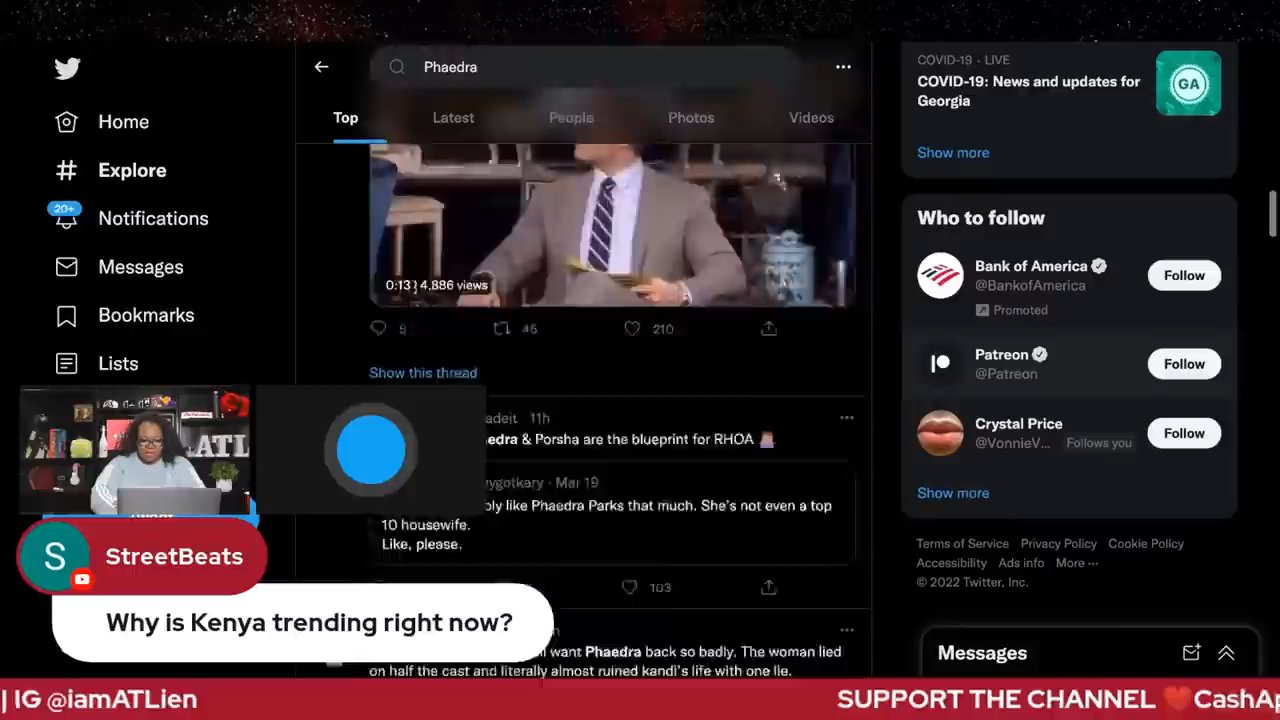 Home
Explore
20+
Notifications
Messages
Bookmarks
Lists
Phaedra
Top
Latest
People
Photos
Videos
0:13 4,886 views
9
46
210
Show this thread
adeit · 11h
edra & Porsha are the blueprint for RHOA
ygotkary · Mar 19
bly like Phaedra Parks that much. She's not even a top
10 housewife.
Like, please.
103
want Phaedra back so badly. The woman lied
on half the cast and literally almost ruined kandi's life with one lie.
COVID-19 · LIVE
COVID-19: News and updates for
Georgia
GA
Show more
Who to follow
Bank of America
@BankofAmerica
Promoted
Follow
Patreon
@Patreon
Follow
Crystal Price
@VonnieV... Follows you
Follow
Show more
Terms of Service Privacy Policy Cookie Policy
Accessibility Ads info More ···
© 2022 Twitter, Inc.
Messages
ATL
S
StreetBeats
Why is Kenya trending right now?
| IG @iamATLien
SUPPORT THE CHANNEL ❤️CashAp